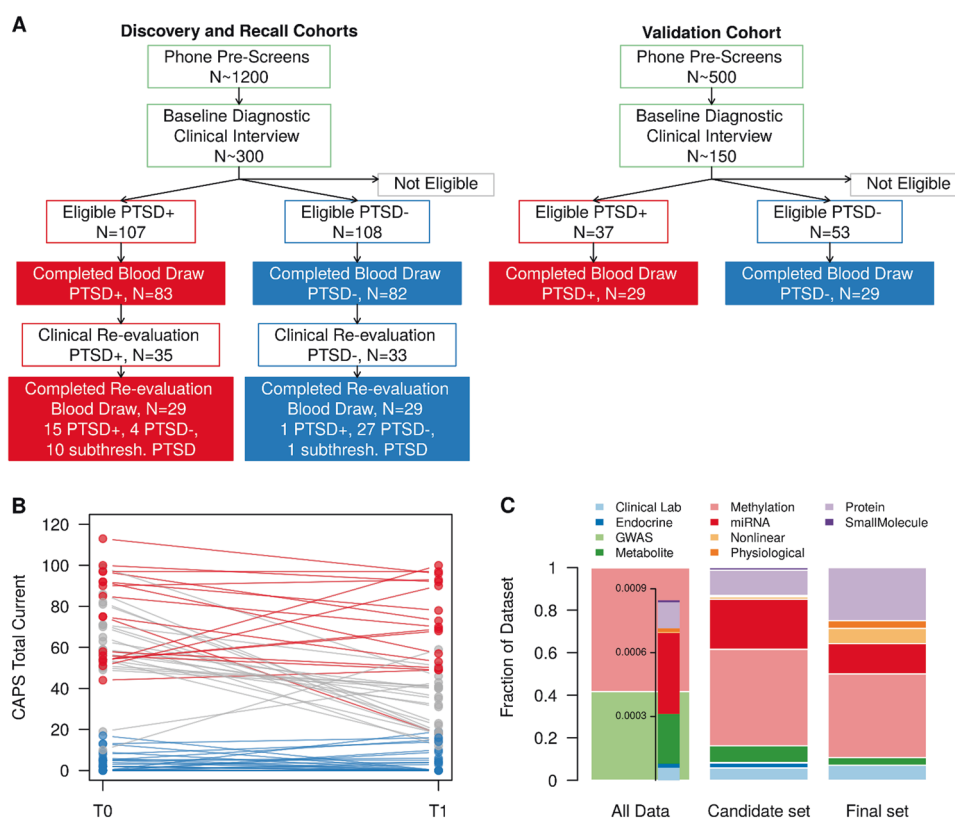 A
Discovery and Recall Cohorts
Phone Pre-Screens
N~1200
Baseline Diagnostic
Clinical Interview
N~300
Not Eligible
Eligible PTSD+
N=107
Eligible PTSD-
N=108
Completed Blood Draw
PTSD+, N=83
Completed Blood Draw
PTSD-, N=82
Clinical Re-evaluation
PTSD+, N=35
Clinical Re-evaluation
PTSD-, N=33
Completed Re-evaluation
Blood Draw, N=29
15 PTSD+, 4 PTSD-,
10 subthresh. PTSD
Completed Re-evaluation
Blood Draw, N=29
1 PTSD+, 27 PTSD-,
1 subthresh. PTSD
Validation Cohort
Phone Pre-Screens
N~500
Baseline Diagnostic
Clinical Interview
N~150
Not Eligible
Eligible PTSD+
N=37
Eligible PTSD-
N=53
Completed Blood Draw
PTSD+, N=29
Completed Blood Draw
PTSD-, N=29
B
CAPS Total Current
120
100
80
60
40
20
0
T0
T1
C
Clinical Lab
Endocrine
GWAS
Metabolite
Methylation
miRNA
Nonlinear
Physiological
Protein
SmallMolecule
Fraction of Dataset
1
0.8
0.6
0.4
0.2
0
0.0009
0.0006
0.0003
All Data
Candidate set
Final set